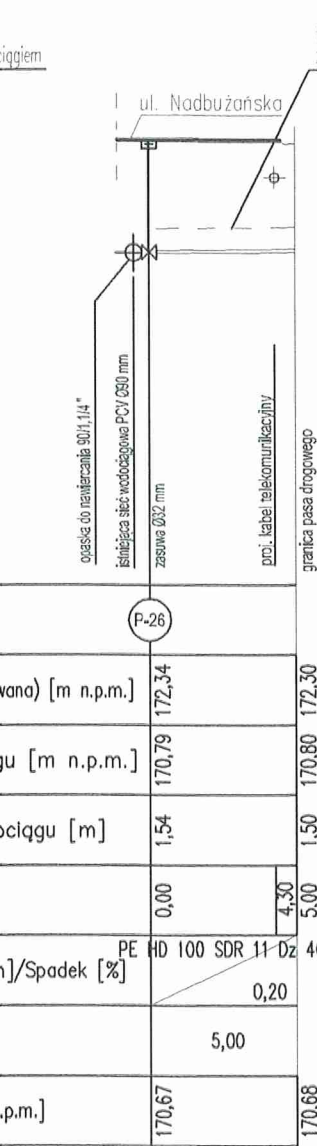 ciągiem
ul. Nadbużańska
opaska do nawiercania 90/1,1/4"
istniejąca sieć wodociągowa PCV Ø90 mm
zasuwa Ø32 mm
proj. kabel telekomunikacyjny
granica pasa drogowego
P-26
wana) [m n.p.m.] 172,34 172,30
gu [m n.p.m.] 170,79 170,80
ociągu [m] 1,54 1,50
0,00 4,30 5,00
PE HD 100 SDR 11 Dz 4
n]/Spadek [%] 0,20
5,00
.p.m.] 170,67 170,68